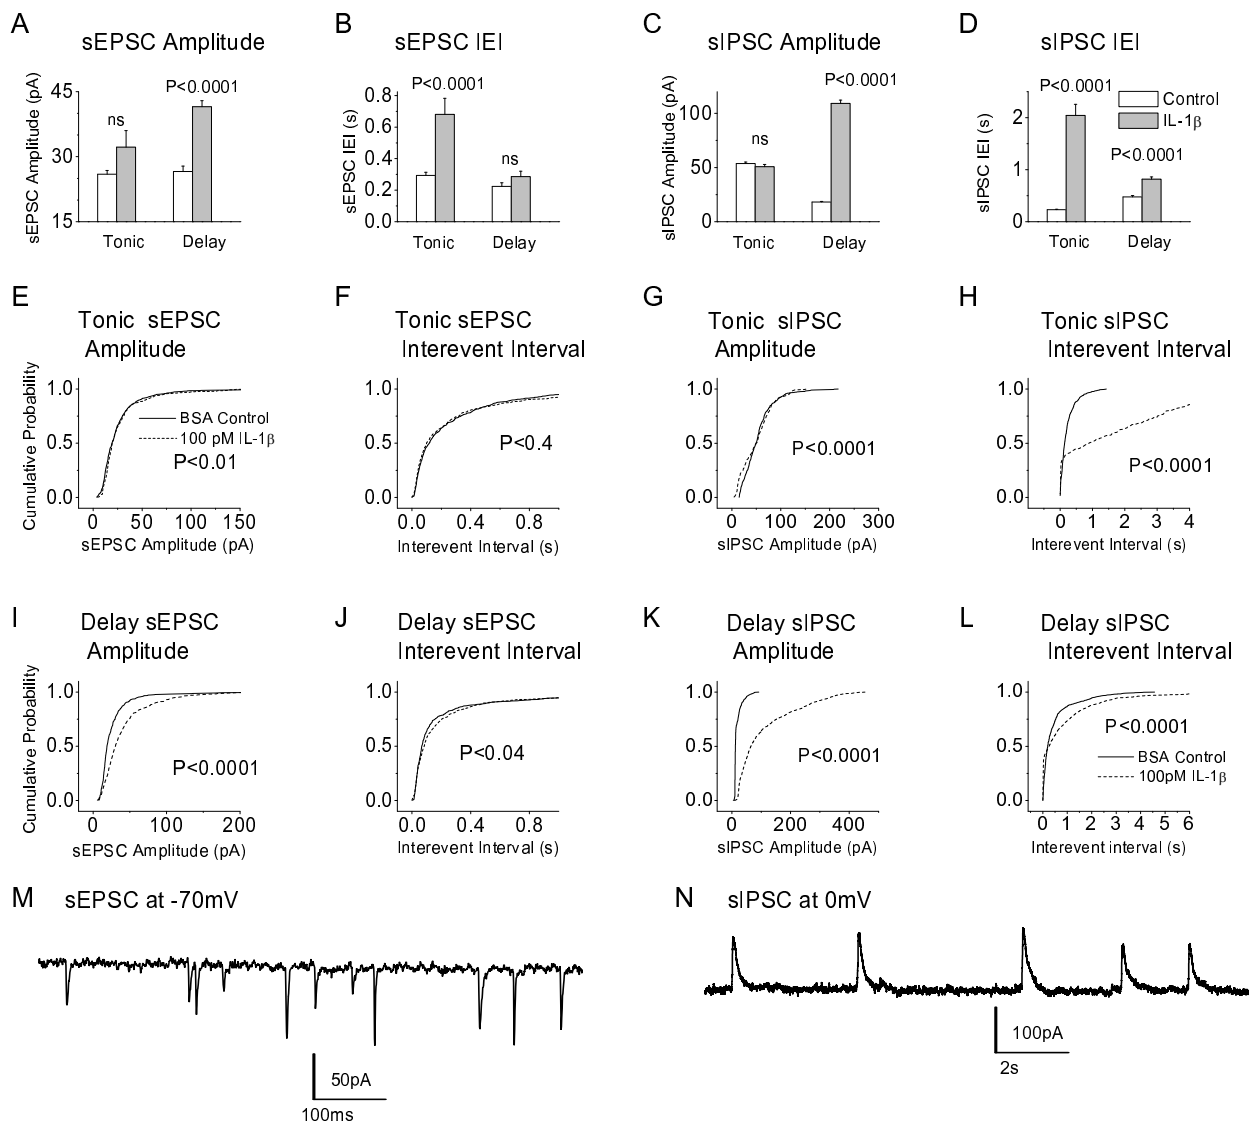 A
sEPSC Amplitude
B
sEPSC IEI
C
sIPSC Amplitude
D
sIPSC IEI
sEPSC Amplitude (pA)
45
30
15
ns
P<0.0001
Tonic
Delay
sEPSC IEI (s)
0.8
0.6
0.4
0.2
0.0
P<0.0001
ns
Tonic
Delay
sIPSC Amplitude (pA)
100
50
0
ns
P<0.0001
Tonic
Delay
sIPSC IEI (s)
2
1
0
P<0.0001
P<0.0001
Control
IL-1β
Tonic
Delay
E
Tonic sEPSC
Amplitude
Cumulative Probability
1.0
0.5
0.0
BSA Control
100 pM IL-1β
P<0.01
0
50
100
150
sEPSC Amplitude (pA)
F
Tonic sEPSC
Interevent Interval
1.0
0.5
0.0
P<0.4
0.0
0.4
0.8
Interevent Interval (s)
G
Tonic sIPSC
Amplitude
1.0
0.5
0.0
P<0.0001
0
100
200
300
sIPSC Amplitude (pA)
H
Tonic sIPSC
Interevent Interval
1.0
0.5
0.0
P<0.0001
0
1
2
3
4
Interevent Interval (s)
I
Delay sEPSC
Amplitude
Cumulative Probability
1.0
0.5
0.0
P<0.0001
0
100
200
sEPSC Amplitude (pA)
J
Delay sEPSC
Interevent Interval
1.0
0.5
0.0
P<0.04
0.0
0.4
0.8
Interevent Interval (s)
K
Delay sIPSC
Amplitude
1.0
0.5
0.0
P<0.0001
0
200
400
sIPSC Amplitude (pA)
L
Delay sIPSC
Interevent Interval
1.0
0.5
0.0
P<0.0001
BSA Control
100pM IL-1β
0
1
2
3
4
5
6
Interevent interval (s)
M
sEPSC at -70mV
50pA
100ms
N
sIPSC at 0mV
100pA
2s